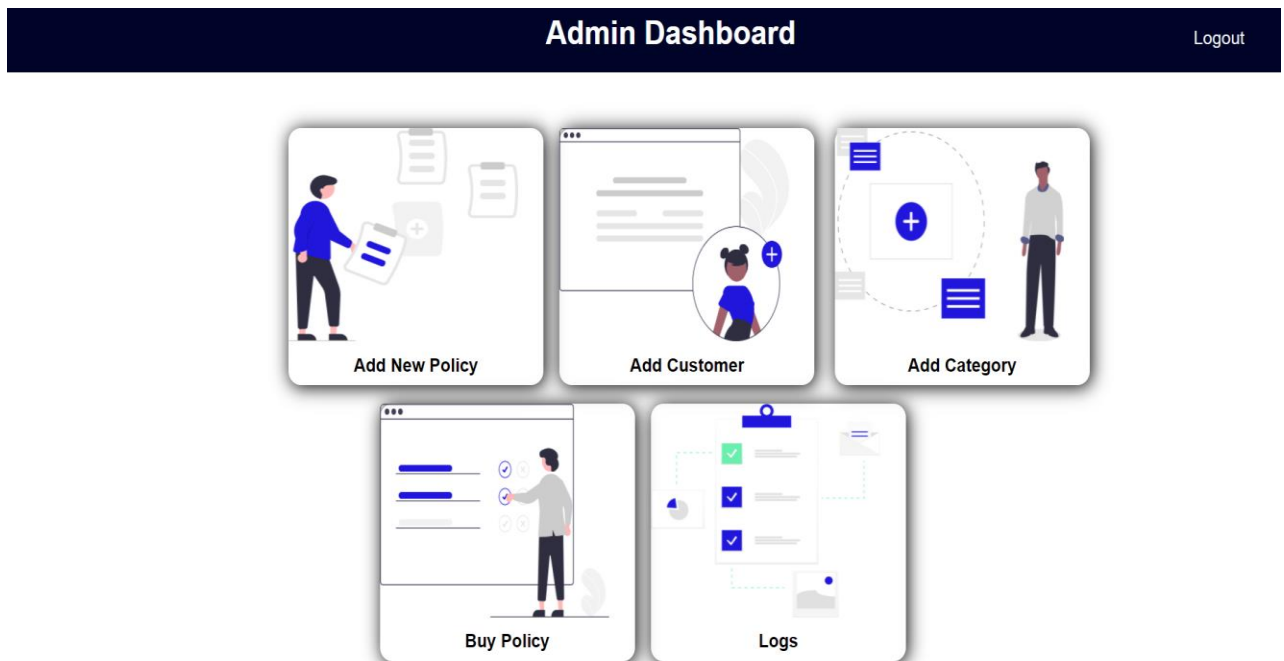 Admin Dashboard
Logout
Add New Policy
Add Customer
Add Category
Buy Policy
Logs